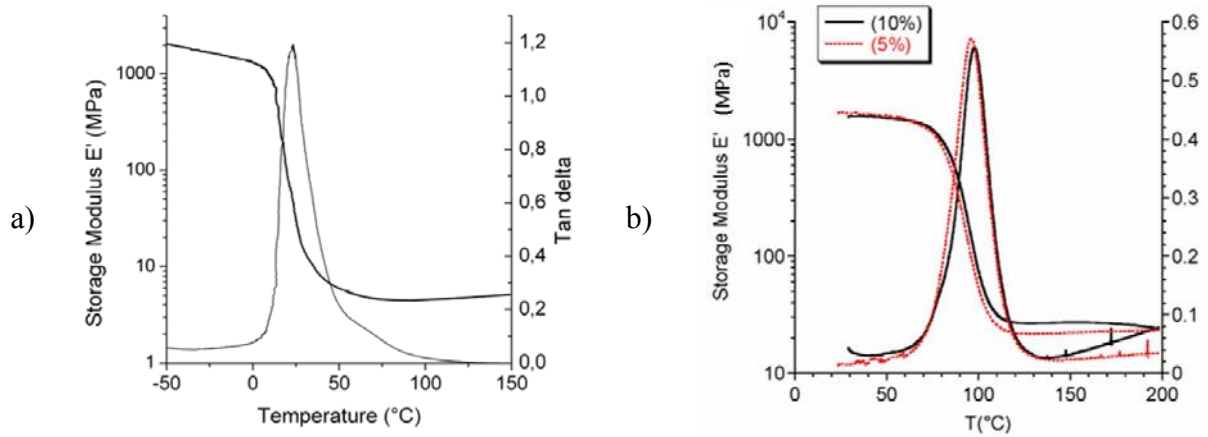 a)
Storage Modulus E' (MPa)
1000
100
10
1
1,2
1,0
0,8
0,6
0,4
0,2
0,0
Tan delta
-50 0 50 100 150
Temperature (°C)
b)
(10%)
(5%)
Storage Modulus E' (MPa)
10⁴
1000
100
10
0.6
0.5
0.4
0.3
0.2
0.1
0
0 50 100 150 200
T(°C)